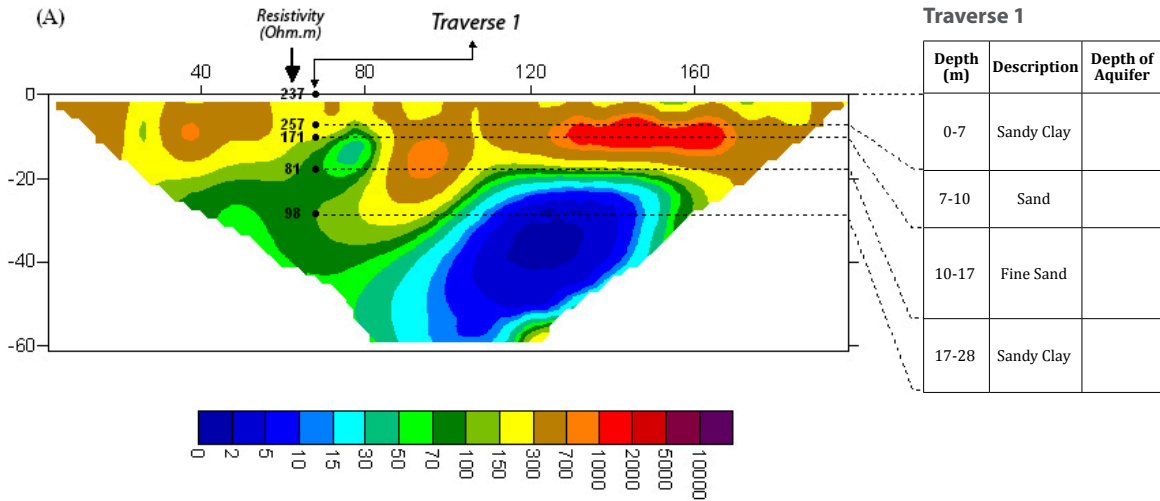 (A)
Resistivity
(Ohm.m)
Traverse 1
40 80 120 160
0
-20
-40
-60
237
257
171
81
98
0 2 5 10 15 30 50 70 100 150 300 700 1000 2000 5000 10000
Traverse 1
Depth (m) Description Depth of Aquifer
0-7 Sandy Clay
7-10 Sand
10-17 Fine Sand
17-28 Sandy Clay